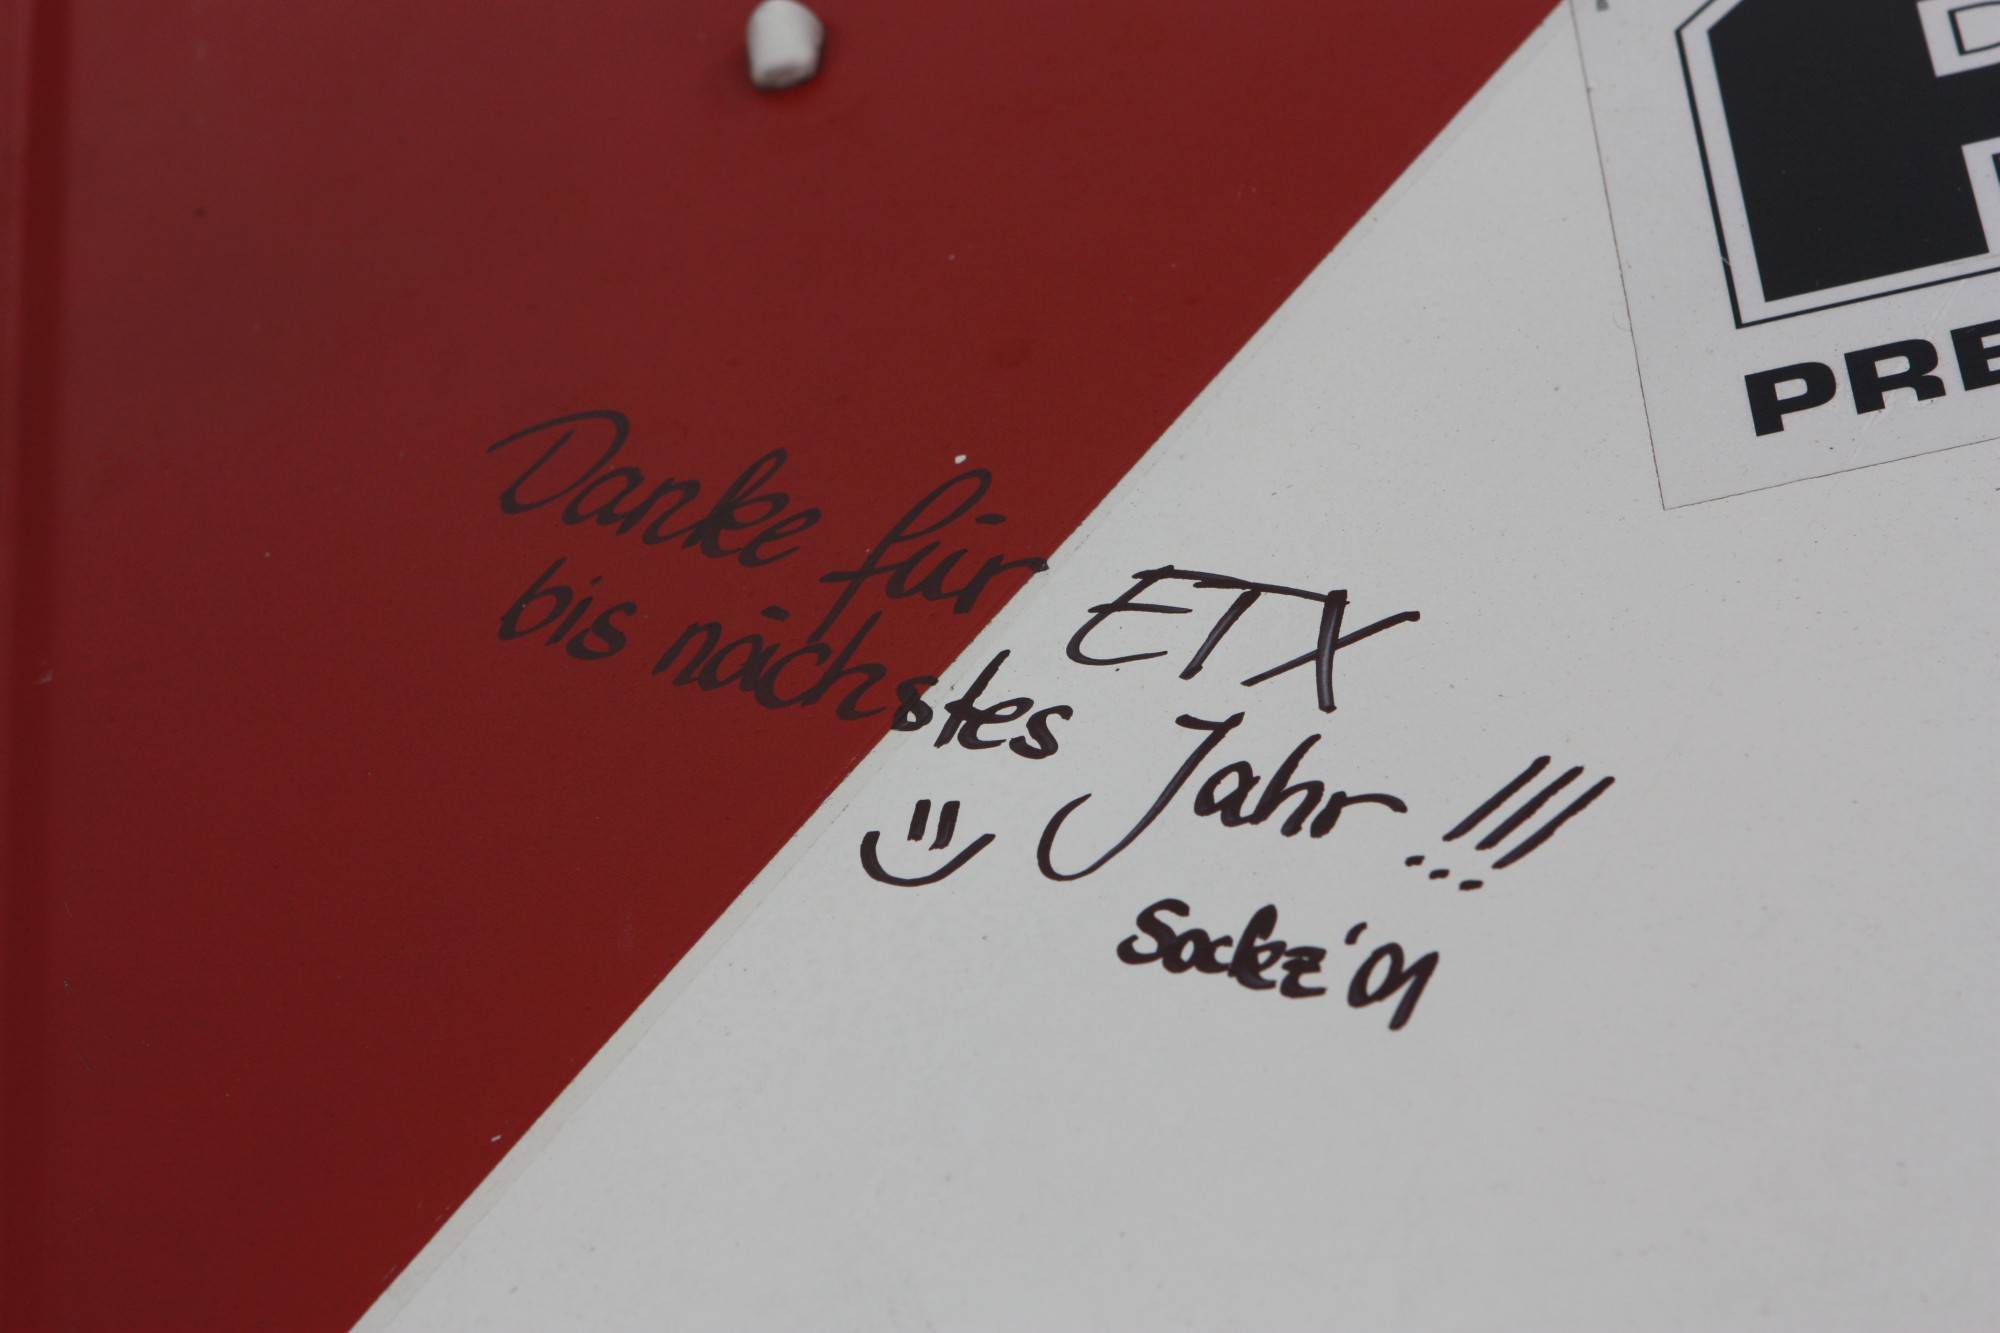 Danke für ETX
bis nächstes Jahr!!!
Sockz '01
PRE